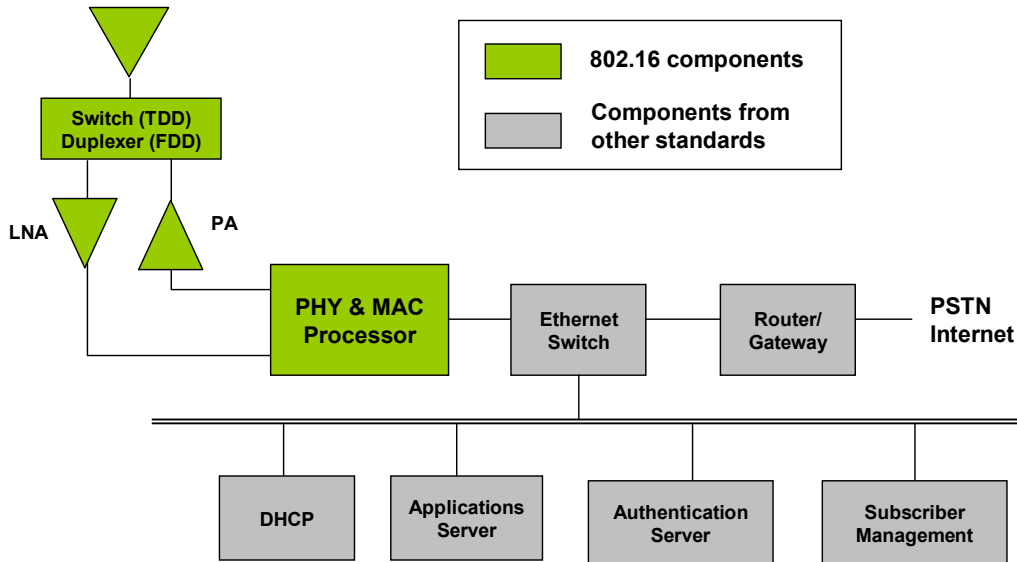 802.16 components
Components from
other standards
Switch (TDD)
Duplexer (FDD)
LNA
PA
PHY & MAC
Processor
Ethernet
Switch
Router/
Gateway
PSTN
Internet
DHCP
Applications
Server
Authentication
Server
Subscriber
Management